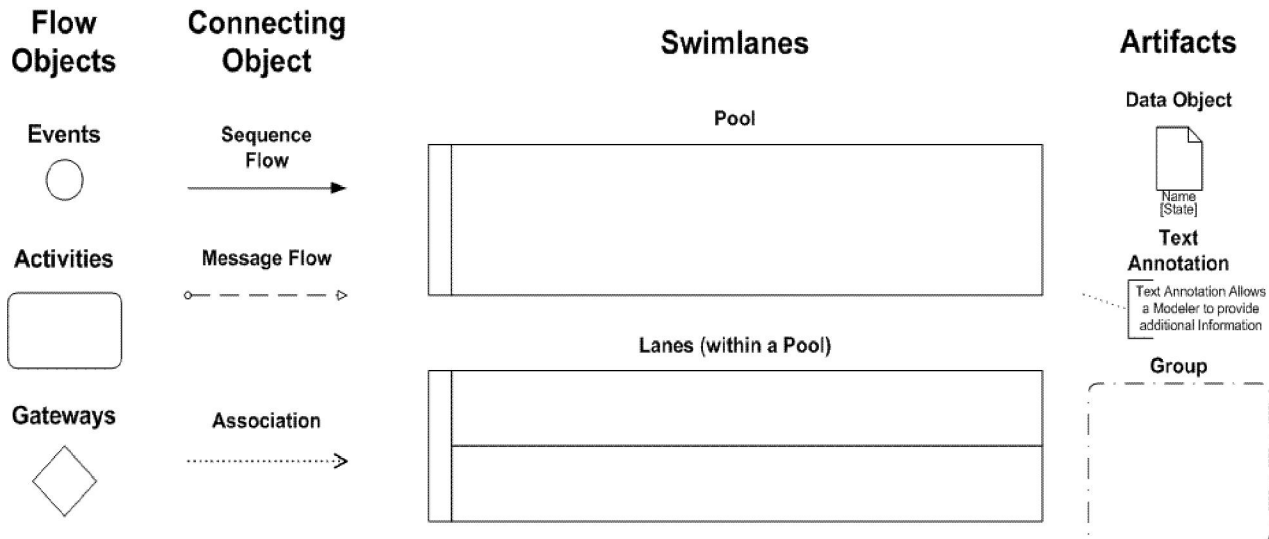 Flow
Objects
Events
Activities
Gateways
Connecting
Object
Sequence
Flow
Message Flow
Association
Swimlanes
Pool
Lanes (within a Pool)
Artifacts
Data Object
Name
[State]
Text
Annotation
Text Annotation Allows
a Modeler to provide
additional Information
Group